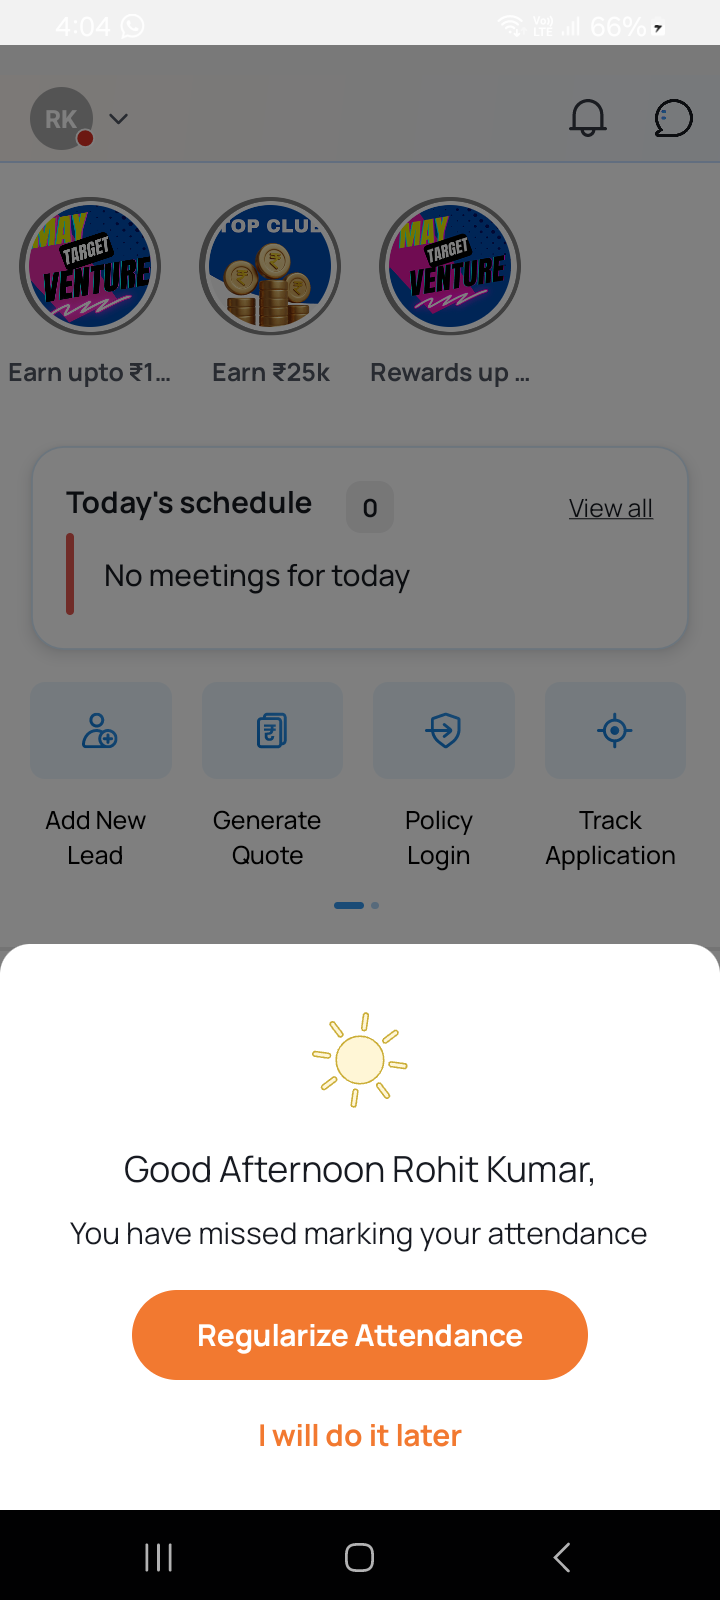 4:04
Vo)) LTE
66%
RK
MAY
TARGET
VENTURE
TOP CLUB
MAY
TARGET
VENTURE
Earn upto ₹1...
Earn ₹25k
Rewards up ...
Today's schedule
0
View all
No meetings for today
Add New
Lead
Generate
Quote
Policy
Login
Track
Application
Good Afternoon Rohit Kumar,
You have missed marking your attendance
Regularize Attendance
I will do it later